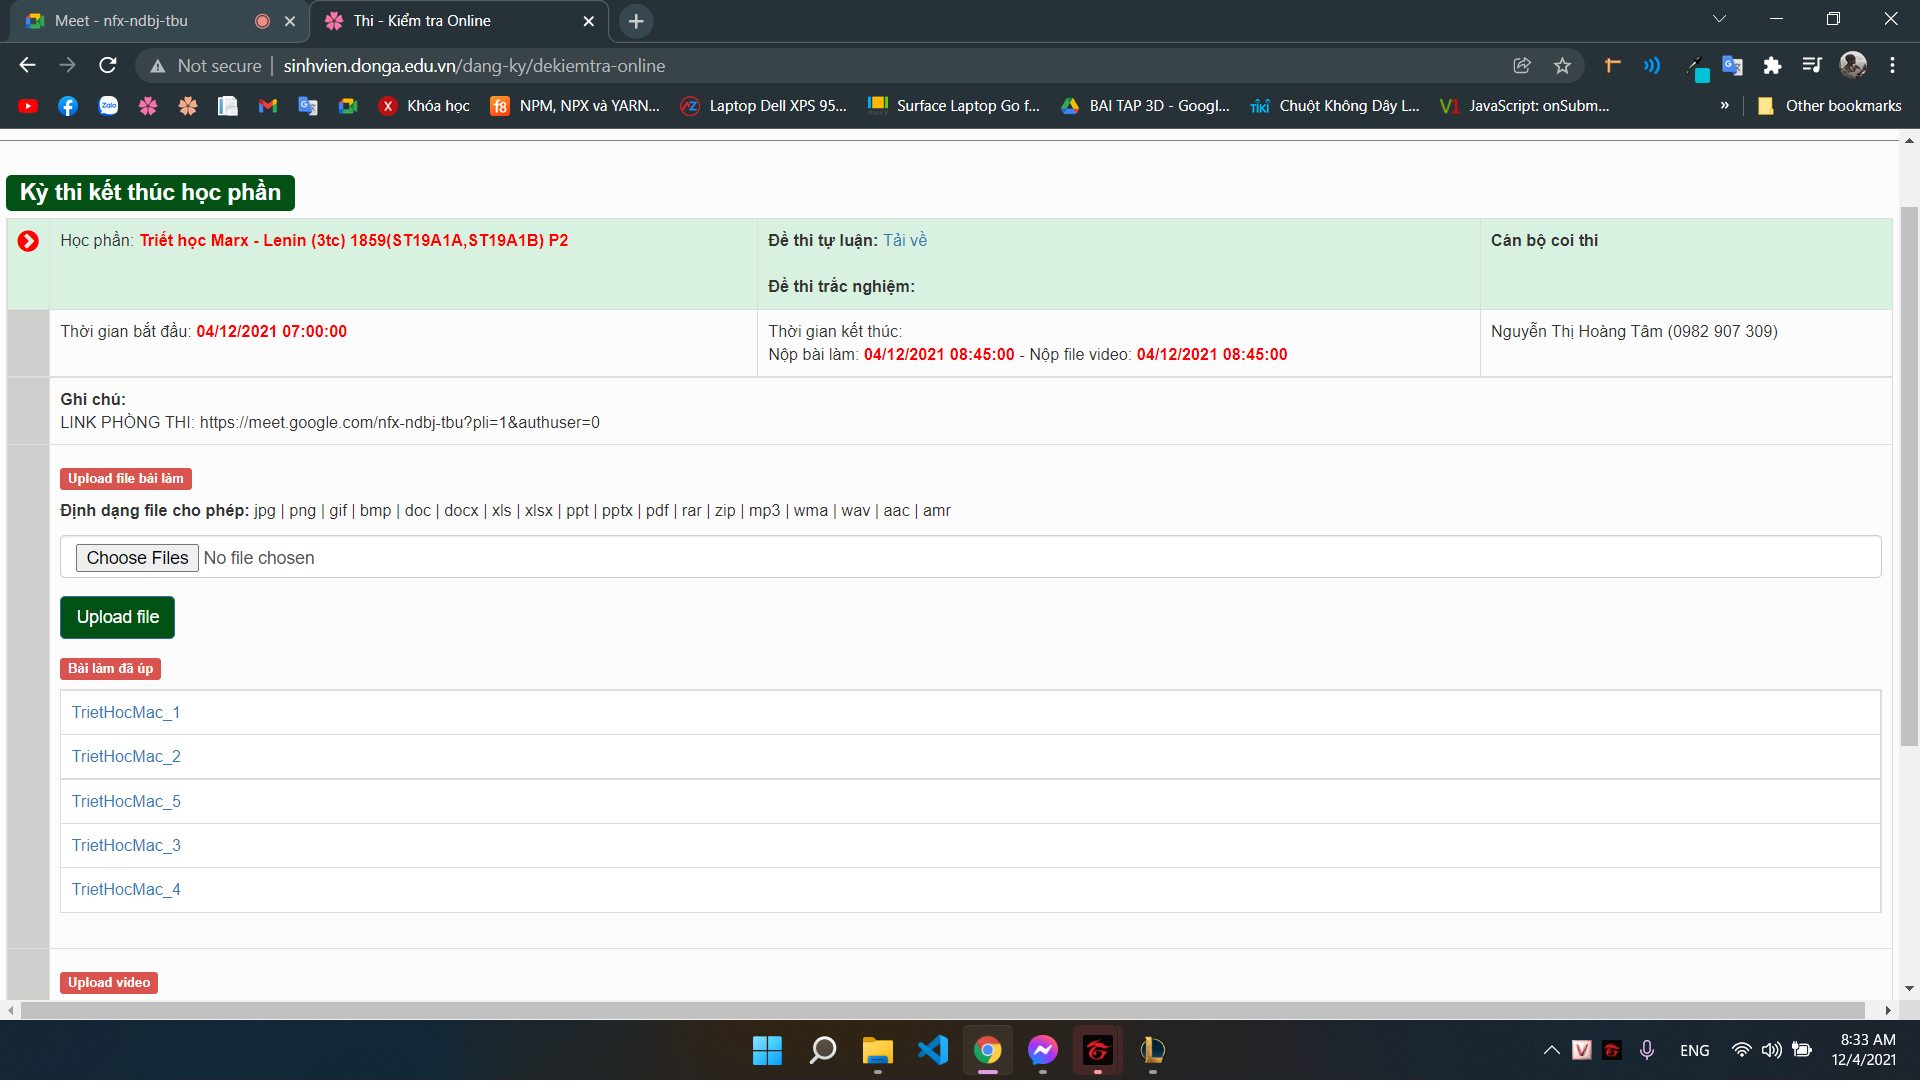 Meet - nfx-ndbj-tbu
Thi - Kiểm tra Online
Not secure | sinhvien.donga.edu.vn/dang-ky/dekiemtra-online
Khóa học
NPM, NPX và YARN...
Laptop Dell XPS 95...
Surface Laptop Go f...
BAI TAP 3D - Googl...
Chuột Không Dây L...
JavaScript: onSubm...
» Other bookmarks
Kỳ thi kết thúc học phần
Học phần: Triết học Marx - Lenin (3tc) 1859(ST19A1A,ST19A1B) P2
Đề thi tự luận: Tải về
Đề thi trắc nghiệm:
Cán bộ coi thi
Thời gian bắt đầu: 04/12/2021 07:00:00
Thời gian kết thúc:
Nộp bài làm: 04/12/2021 08:45:00 - Nộp file video: 04/12/2021 08:45:00
Nguyễn Thị Hoàng Tâm (0982 907 309)
Ghi chú:
LINK PHÒNG THI: https://meet.google.com/nfx-ndbj-tbu?pli=1&authuser=0
Upload file bài làm
Định dạng file cho phép: jpg | png | gif | bmp | doc | docx | xls | xlsx | ppt | pptx | pdf | rar | zip | mp3 | wma | wav | aac | amr
Choose Files No file chosen
Upload file
Bài làm đã úp
TrietHocMac_1
TrietHocMac_2
TrietHocMac_5
TrietHocMac_3
TrietHocMac_4
Upload video
ENG
8:33 AM
12/4/2021